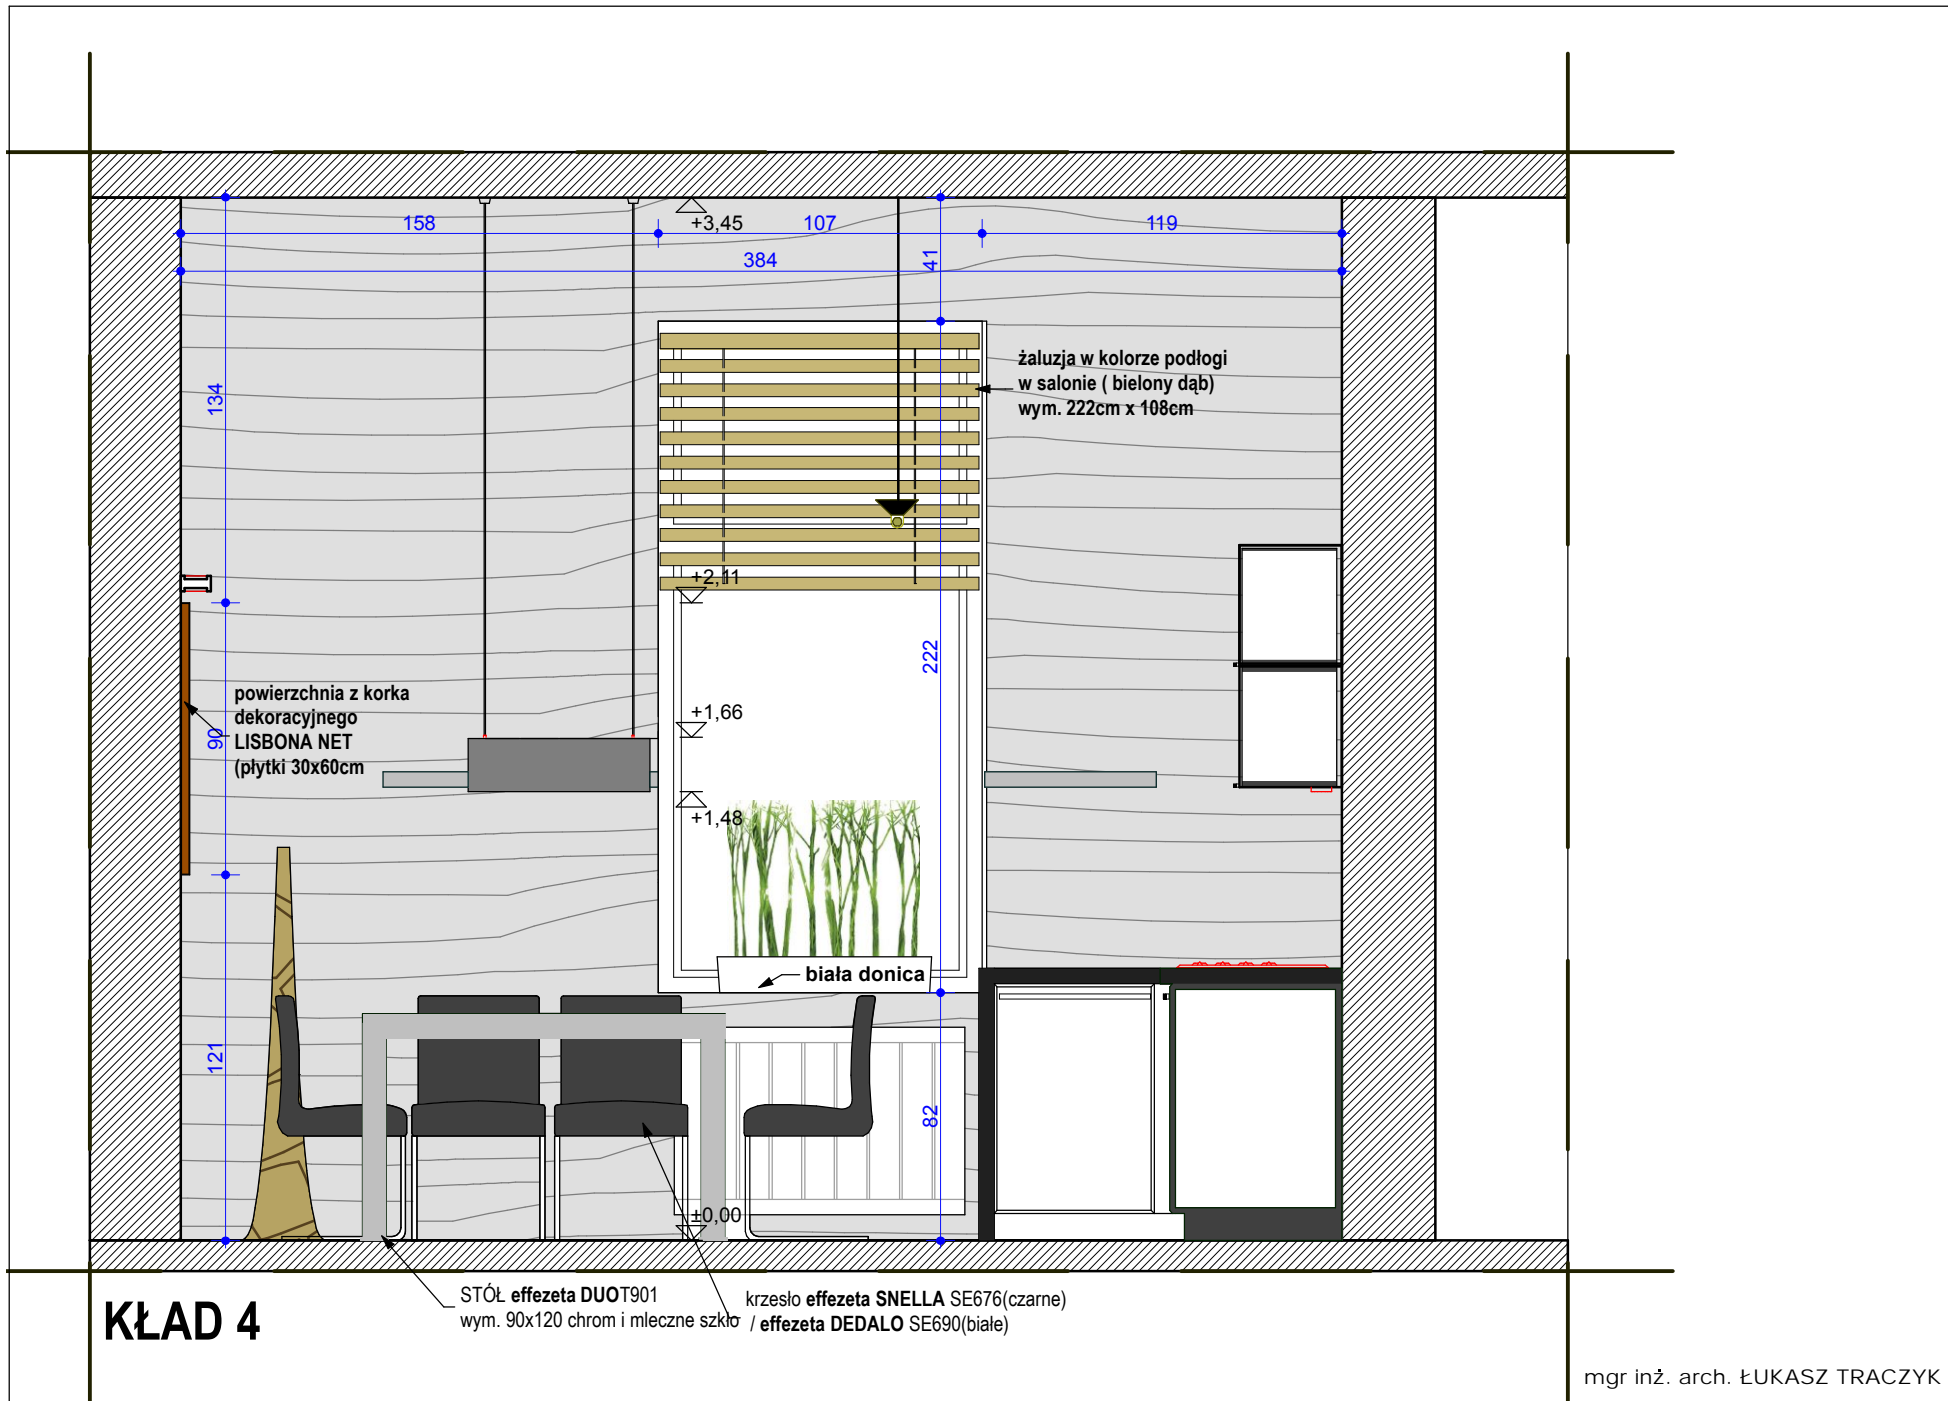 158
+3,45
107
119
384
41
134
żaluzja w kolorze podłogi
w salonie ( bielony dąb)
wym. 222cm x 108cm
+2,11
222
powierzchnia z korka
dekoracyjnego
LISBONA NET
(płytki 30x60cm
90
+1,66
+1,48
biała donica
121
82
±0,00
STÓŁ effezeta DUOT901
wym. 90x120 chrom i mleczne szkło
krzesło effezeta SNELLA SE676(czarne)
/ effezeta DEDALO SE690(białe)
KŁAD 4
mgr inż. arch. ŁUKASZ TRACZYK